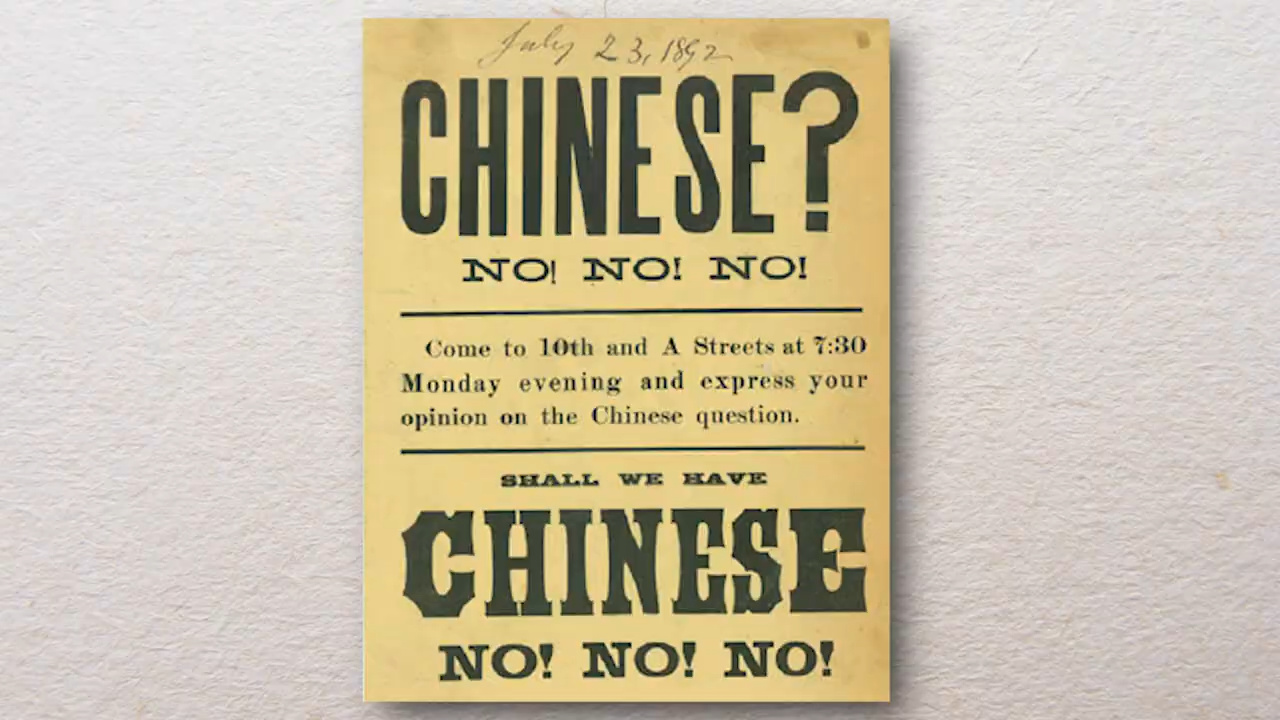 July 23, 1892
CHINESE?
NO! NO! NO!
Come to 10th and A Streets at 7:30
Monday evening and express your
opinion on the Chinese question.
SHALL WE HAVE
CHINESE
NO! NO! NO!